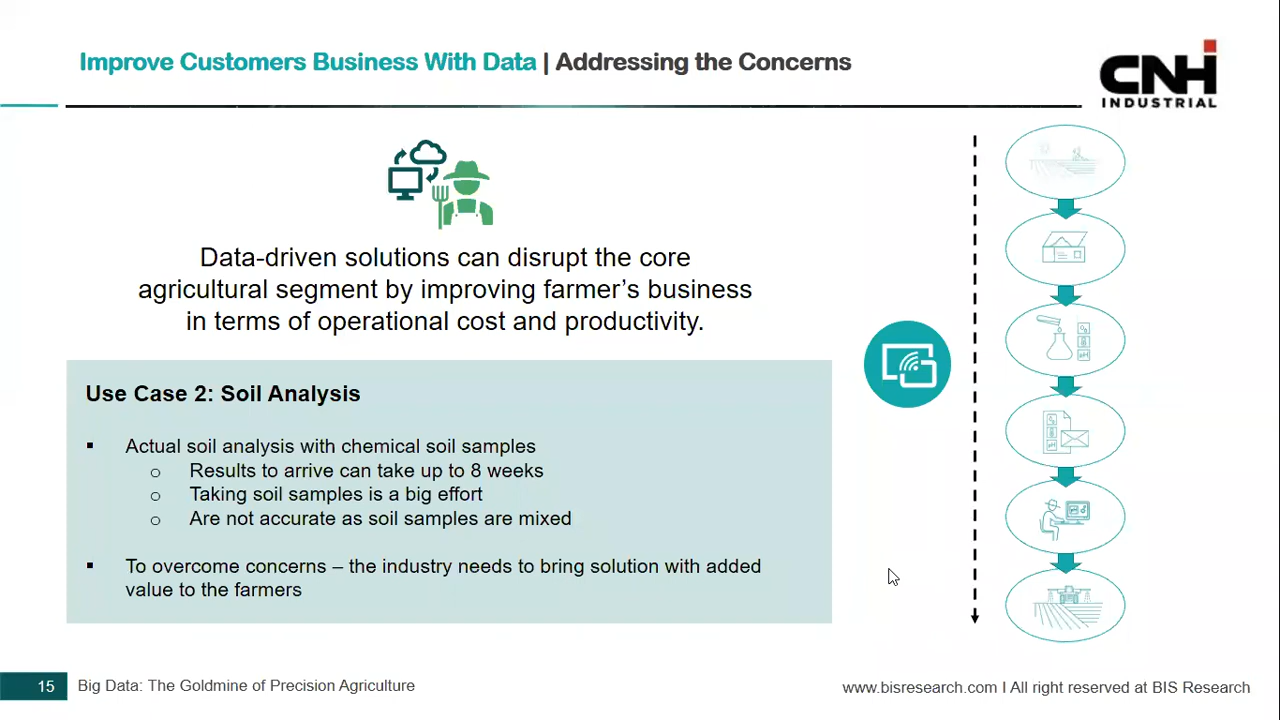 Improve Customers Business With Data | Addressing the Concerns
CNH
INDUSTRIAL
Data-driven solutions can disrupt the core
agricultural segment by improving farmer's business
in terms of operational cost and productivity.
Use Case 2: Soil Analysis
▪ Actual soil analysis with chemical soil samples
o Results to arrive can take up to 8 weeks
o Taking soil samples is a big effort
o Are not accurate as soil samples are mixed
▪ To overcome concerns – the industry needs to bring solution with added
value to the farmers
15
Big Data: The Goldmine of Precision Agriculture
www.bisresearch.com I All right reserved at BIS Research